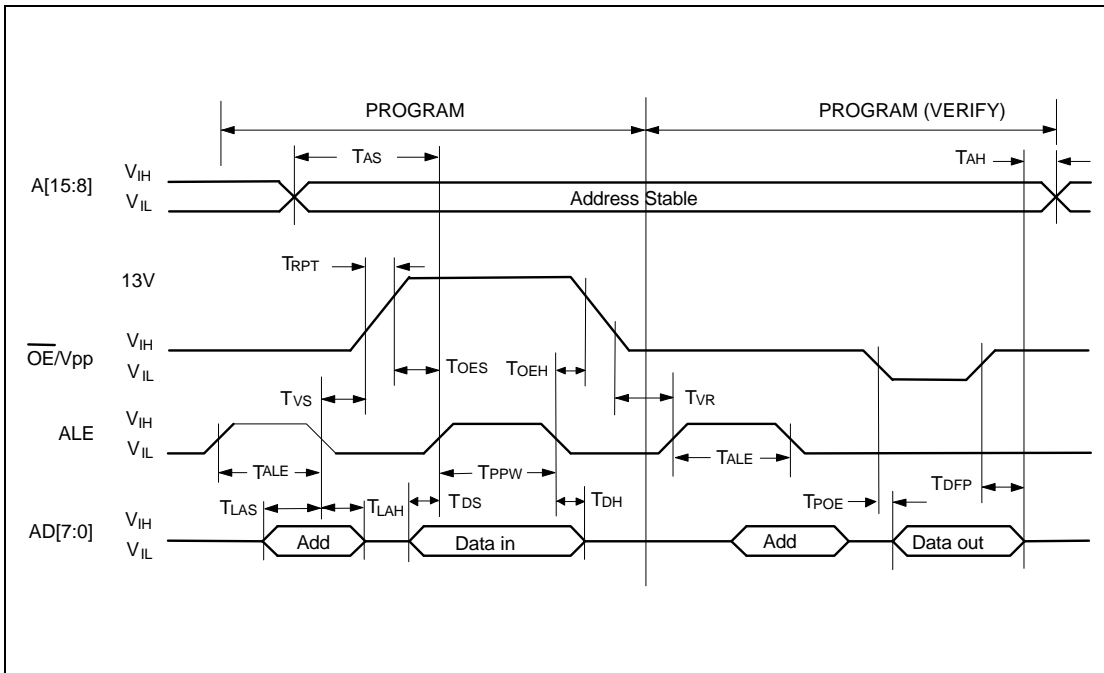 PROGRAM PROGRAM (VERIFY)
TAS TAH
A[15:8] VIH
VIL
Address Stable
TRPT
13V
OE/Vpp VIH
VIL
TOES TOEH
TVS TVR
ALE VIH
VIL
TALE TPPW TALE
TLAS TLAH TDS TDH TPOE TDFP
AD[7:0] VIH
VIL
Add Data in Add Data out